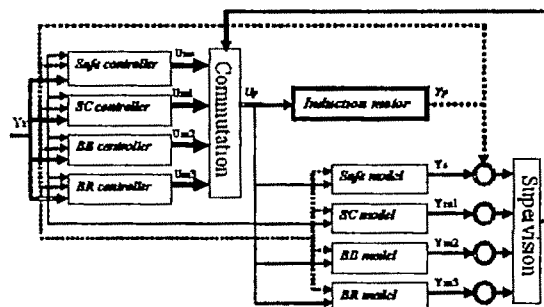 Safe controller
SC controller
BB controller
BR controller
Um1
Um2
Um3
Yr
Commutation
Up
Induction motor
Yp
Safe model
SC model
BB model
BR model
Ys
Ym1
Ym2
Ym3
Supervision